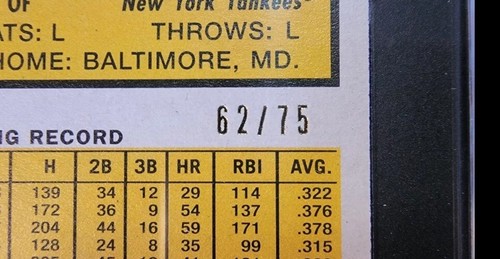 OF New York Yankees®
ATS: L THROWS: L
HOME: BALTIMORE, MD.
62/75
NG RECORD
H 2B 3B HR RBI AVG.
139 34 12 29 114 .322
172 36 9 54 137 .376
204 44 16 59 171 .378
128 24 8 35 99 .315